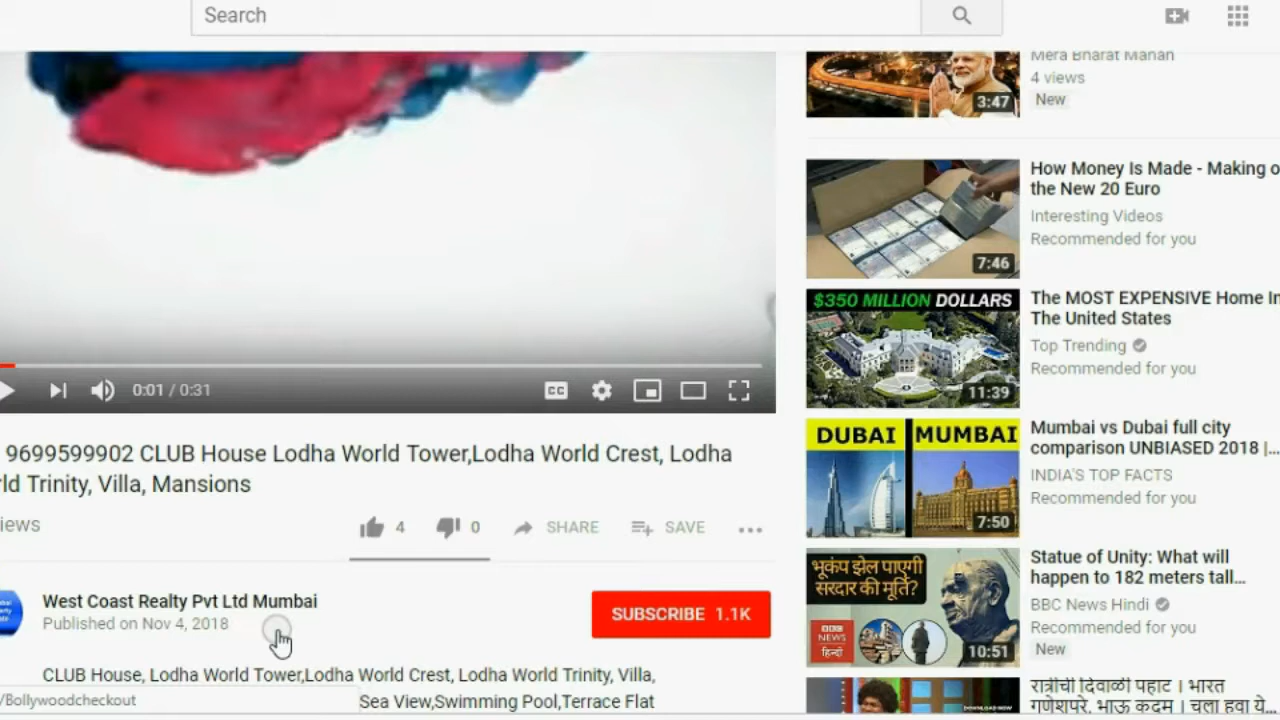 Search
0:01 / 0:31
CC
9699599902 CLUB House Lodha World Tower,Lodha World Crest, Lodha
ld Trinity, Villa, Mansions
iews
4
0
SHARE
SAVE
West Coast Realty Pvt Ltd Mumbai
Published on Nov 4, 2018
SUBSCRIBE 1.1K
CLUB House, Lodha World Tower,Lodha World Crest, Lodha World Trinity, Villa,
Sea View,Swimming Pool,Terrace Flat
/Bollywoodcheckout
Mera Bharat Mahan
4 views
New
3:47
How Money Is Made - Making o
the New 20 Euro
Interesting Videos
Recommended for you
7:46
$350 MILLION DOLLARS
11:39
The MOST EXPENSIVE Home In
The United States
Top Trending
Recommended for you
DUBAI MUMBAI
7:50
Mumbai vs Dubai full city
comparison UNBIASED 2018 |...
INDIA'S TOP FACTS
Recommended for you
भूकंप झेल पाएगी
सरदार की मूर्ति?
BBC
NEWS
हिन्दी
10:51
Statue of Unity: What will
happen to 182 meters tall...
BBC News Hindi
Recommended for you
New
रात्रीची दिवाळी पहाट । भारत
गणेशपुरे, भाऊ कदम । चला हवा ये...
DOWNLOAD NOW